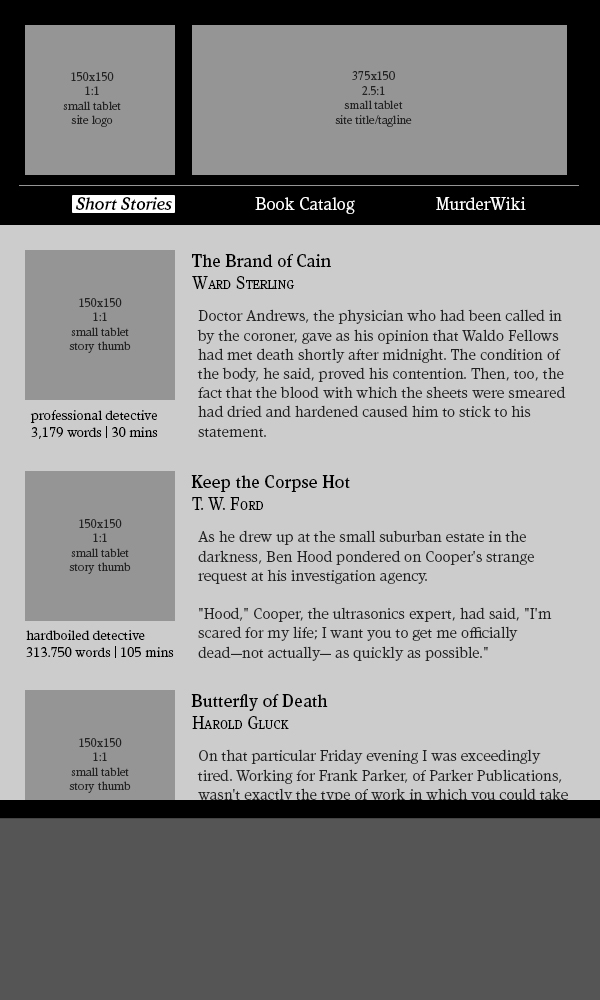 150x150
1:1
small tablet
site logo
375x150
2.5:1
small tablet
site title/tagline
Short Stories
Book Catalog
MurderWiki
150x150
1:1
small tablet
story thumb
professional detective
3,179 words | 30 mins
The Brand of Cain
Ward Sterling
Doctor Andrews, the physician who had been called in
by the coroner, gave as his opinion that Waldo Fellows
had met death shortly after midnight. The condition of
the body, he said, proved his contention. Then, too, the
fact that the blood with which the sheets were smeared
had dried and hardened caused him to stick to his
statement.
150x150
1:1
small tablet
story thumb
hardboiled detective
313.750 words | 105 mins
Keep the Corpse Hot
T. W. Ford
As he drew up at the small suburban estate in the
darkness, Ben Hood pondered on Cooper's strange
request at his investigation agency.
"Hood," Cooper, the ultrasonics expert, had said, "I'm
scared for my life; I want you to get me officially
dead—not actually— as quickly as possible."
150x150
1:1
small tablet
story thumb
Butterfly of Death
Harold Gluck
On that particular Friday evening I was exceedingly
tired. Working for Frank Parker, of Parker Publications,
wasn't exactly the type of work in which you could take